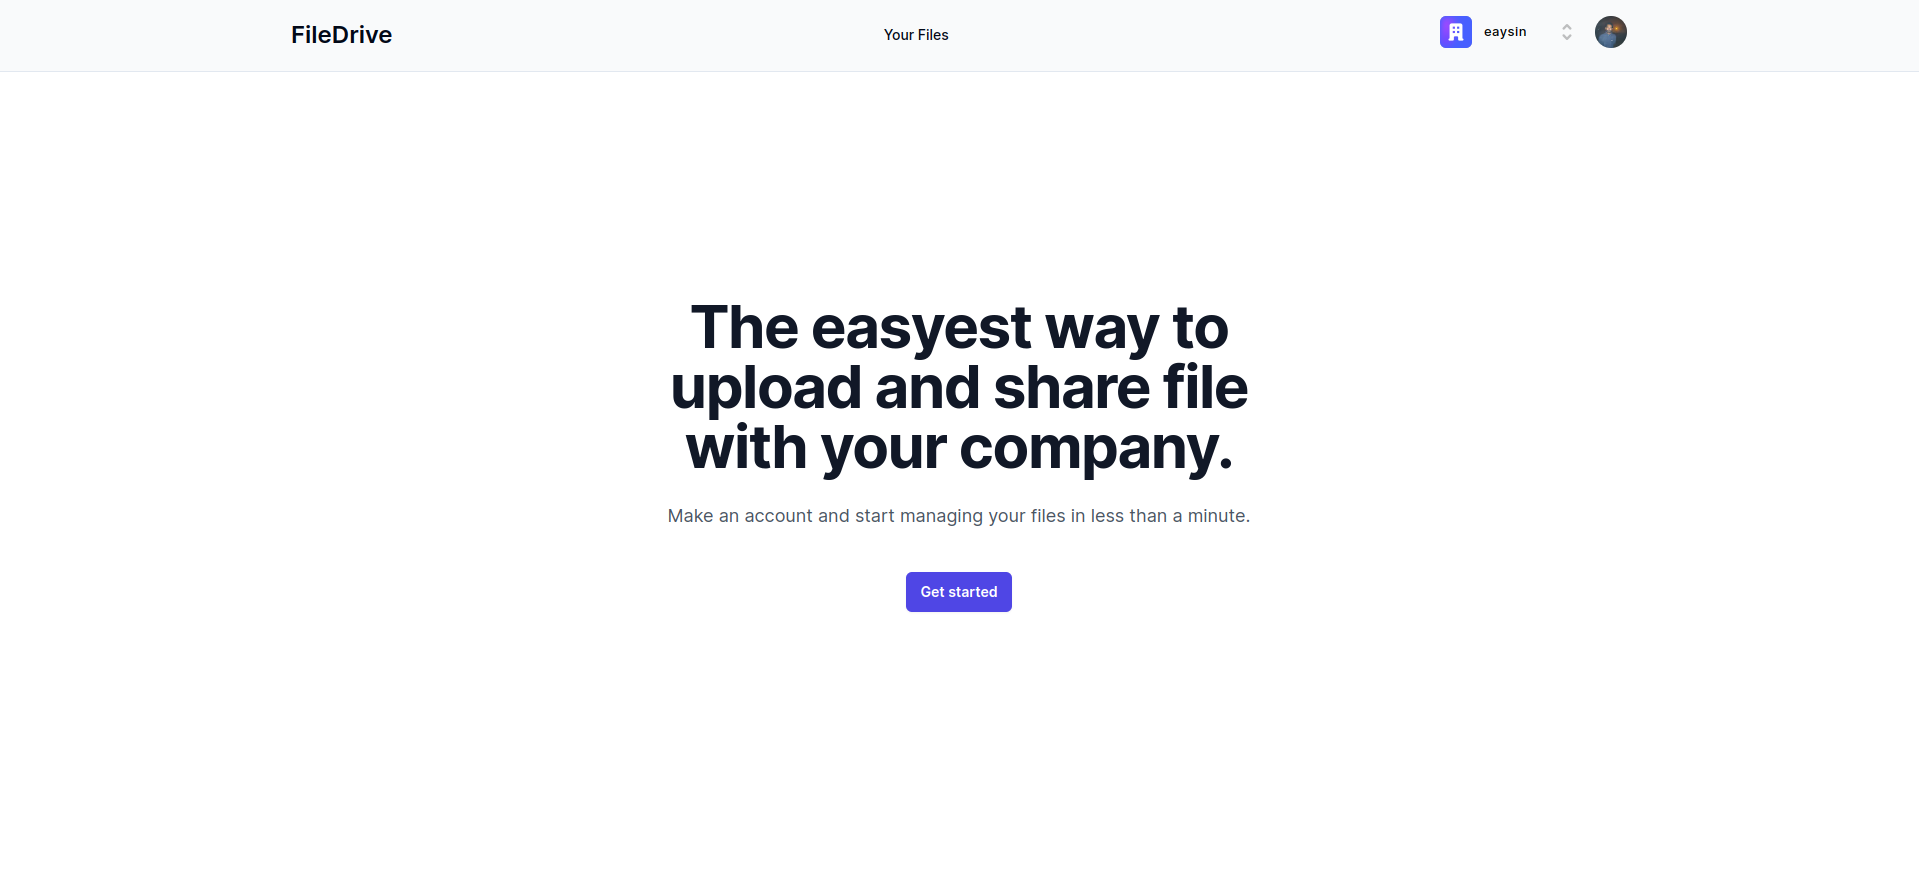 FileDrive
Your Files
eaysin
The easyest way to
upload and share file
with your company.
Make an account and start managing your files in less than a minute.
Get started